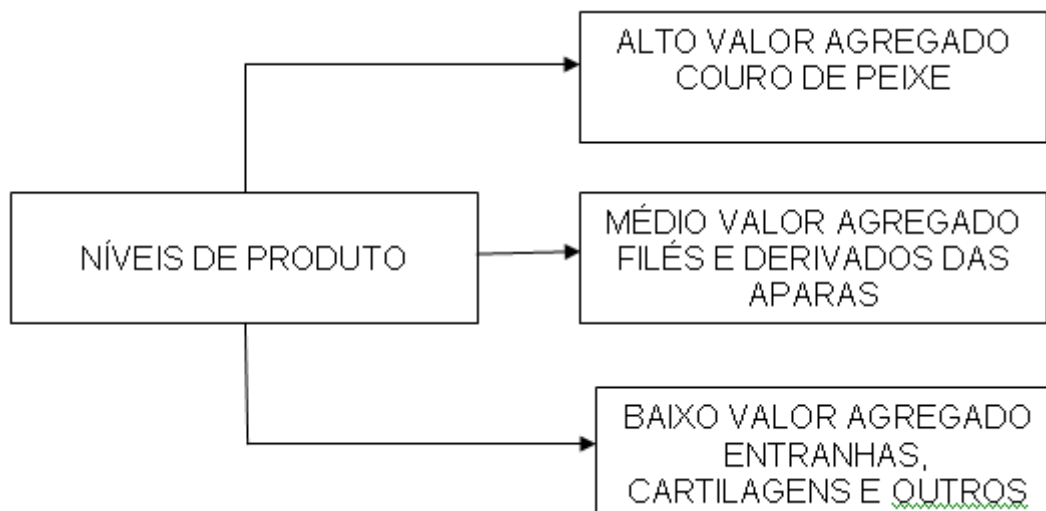 ALTO VALOR AGREGADO
COURO DE PEIXE
NÍVEIS DE PRODUTO
MÉDIO VALOR AGREGADO
FILÉS E DERIVADOS DAS
APARAS
BAIXO VALOR AGREGADO
ENTRANHAS,
CARTILAGENS E OUTROS